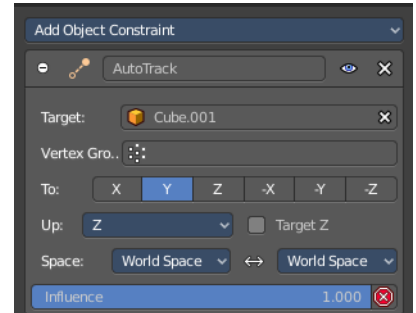 Add Object Constraint
AutoTrack
Target: Cube.001
Vertex Gro..
To: X Y Z -X -Y -Z
Up: Z Target Z
Space: World Space World Space
Influence 1.000